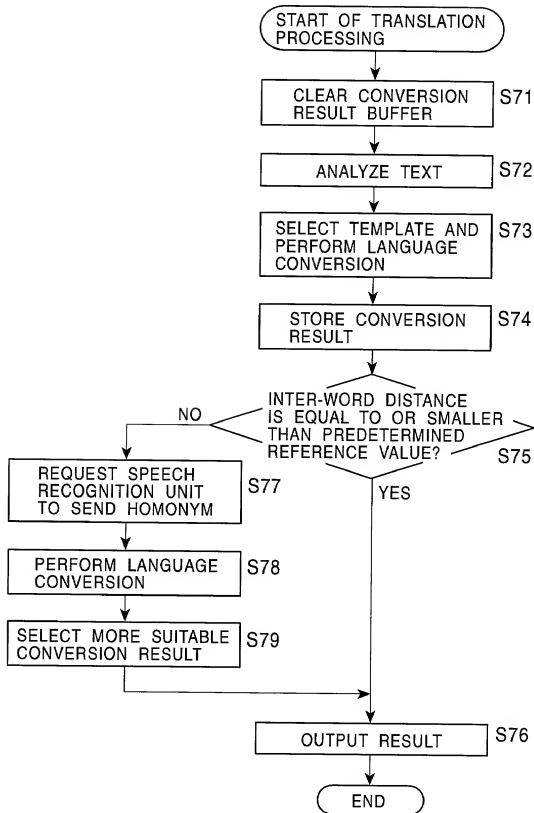 START OF TRANSLATION
PROCESSING
CLEAR CONVERSION
RESULT BUFFER
S71
ANALYZE TEXT
S72
SELECT TEMPLATE AND
PERFORM LANGUAGE
CONVERSION
S73
STORE CONVERSION
RESULT
S74
INTER-WORD DISTANCE
IS EQUAL TO OR SMALLER
THAN PREDETERMINED
REFERENCE VALUE?
S75
NO
YES
REQUEST SPEECH
RECOGNITION UNIT
TO SEND HOMONYM
S77
PERFORM LANGUAGE
CONVERSION
S78
SELECT MORE SUITABLE
CONVERSION RESULT
S79
OUTPUT RESULT
S76
END